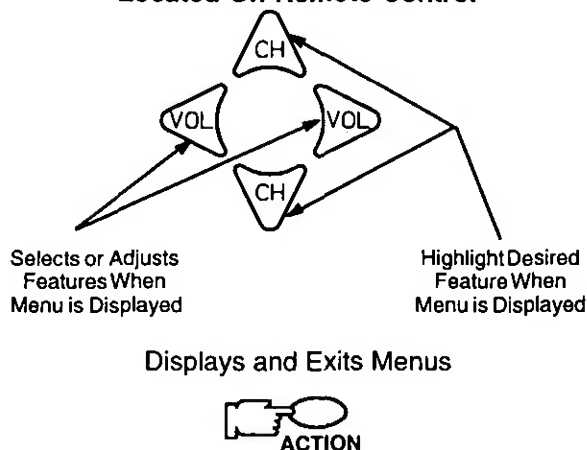 Located On Remote Control
CH
VOL
VOL
CH
Selects or Adjusts
Features When
Menu is Displayed
Highlight Desired
Feature When
Menu is Displayed
Displays and Exits Menus
ACTION